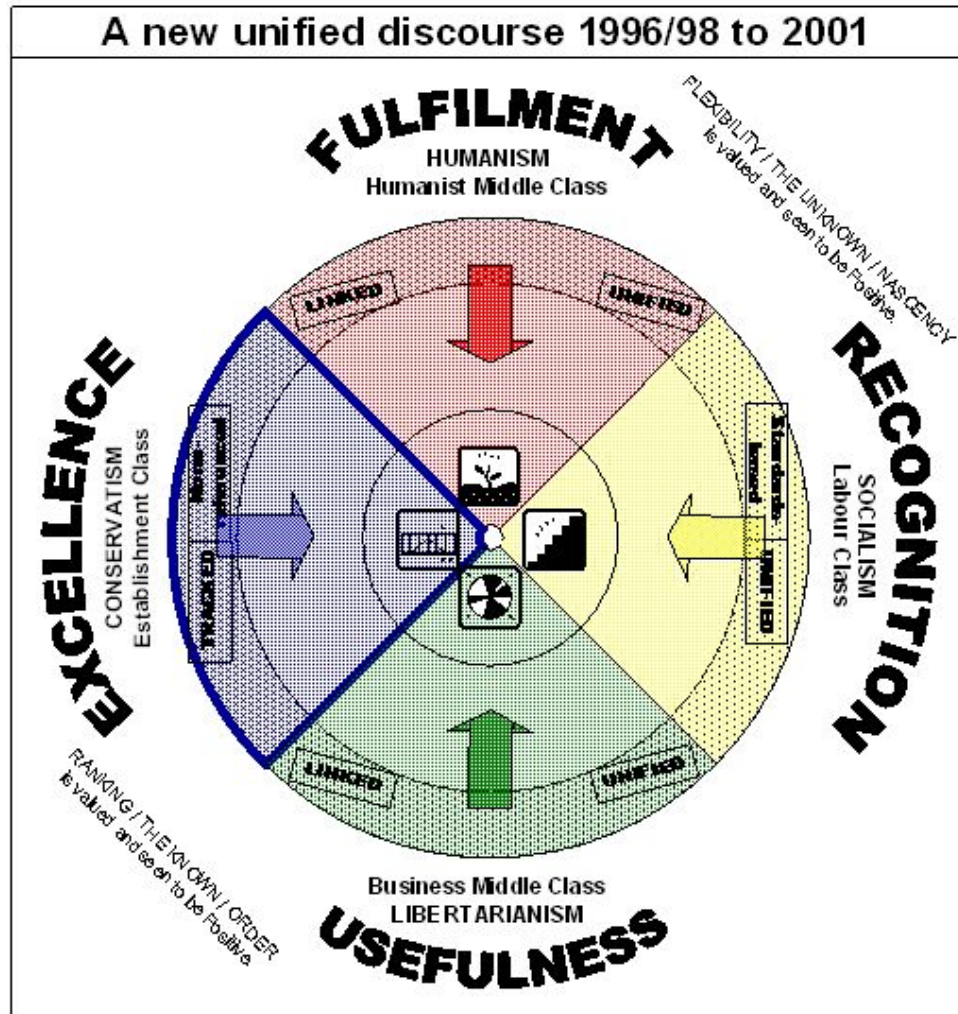 A new unified discourse 1996/98 to 2001
FULFILMENT
HUMANISM
Humanist Middle Class
FLEXIBILITY / THE UNKNOWN / NASCENCY
is valued and seen to be Positive.
LINKED
UNIFIED
EXCELLENCE
CONSERVATISM
Establishment Class
TRACKED
Standards-
based
UNIFIED
SOCIALISM
Labour Class
RECOGNITION
RANKING / THE KNOWN / ORDER
is valued and seen to be Positive.
LINKED
UNIFIED
Business Middle Class
LIBERTARIANISM
USEFULNESS